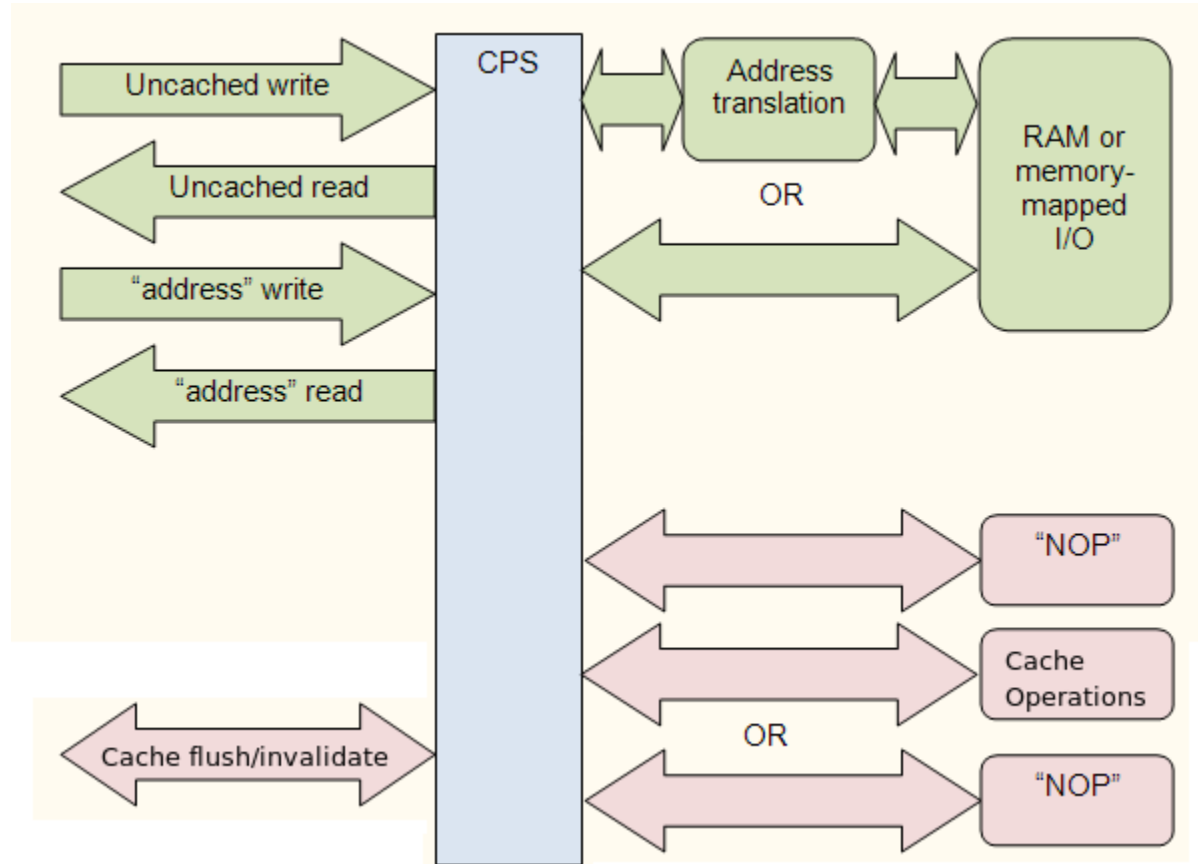 Uncached write
Uncached read
“address” write
“address” read
Cache flush/invalidate
CPS
Address
translation
OR
RAM or
memory-
mapped
I/O
“NOP”
Cache
Operations
OR
“NOP”